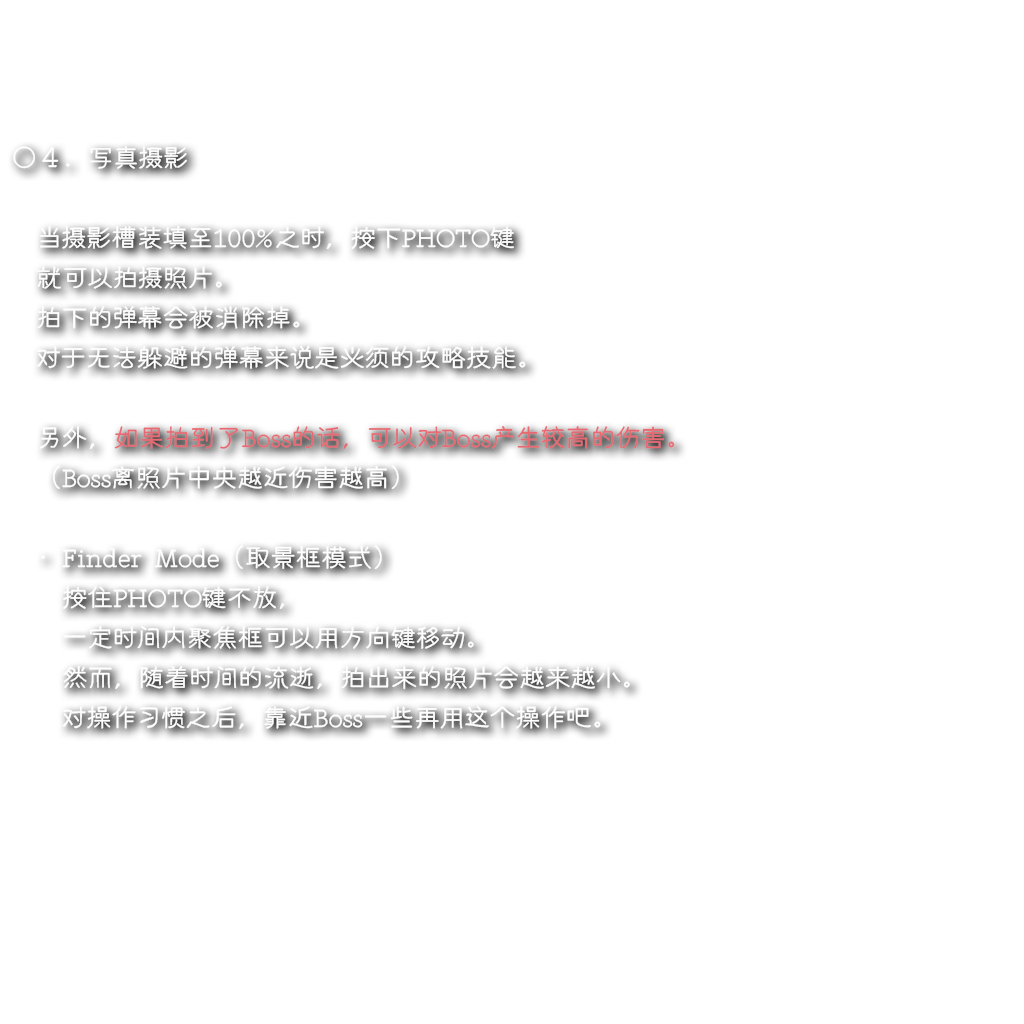 ○４．写真摄影
当摄影槽装填至100%之时，按下PHOTO键
就可以拍摄照片。
拍下的弹幕会被消除掉。
对于无法躲避的弹幕来说是必须的攻略技能。
另外，如果拍到了Boss的话，可以对Boss产生较高的伤害。
（Boss离照片中央越近伤害越高）
・Finder Mode（取景框模式）
按住PHOTO键不放，
一定时间内聚焦框可以用方向键移动。
然而，随着时间的流逝，拍出来的照片会越来越小。
对操作习惯之后，靠近Boss一些再用这个操作吧。